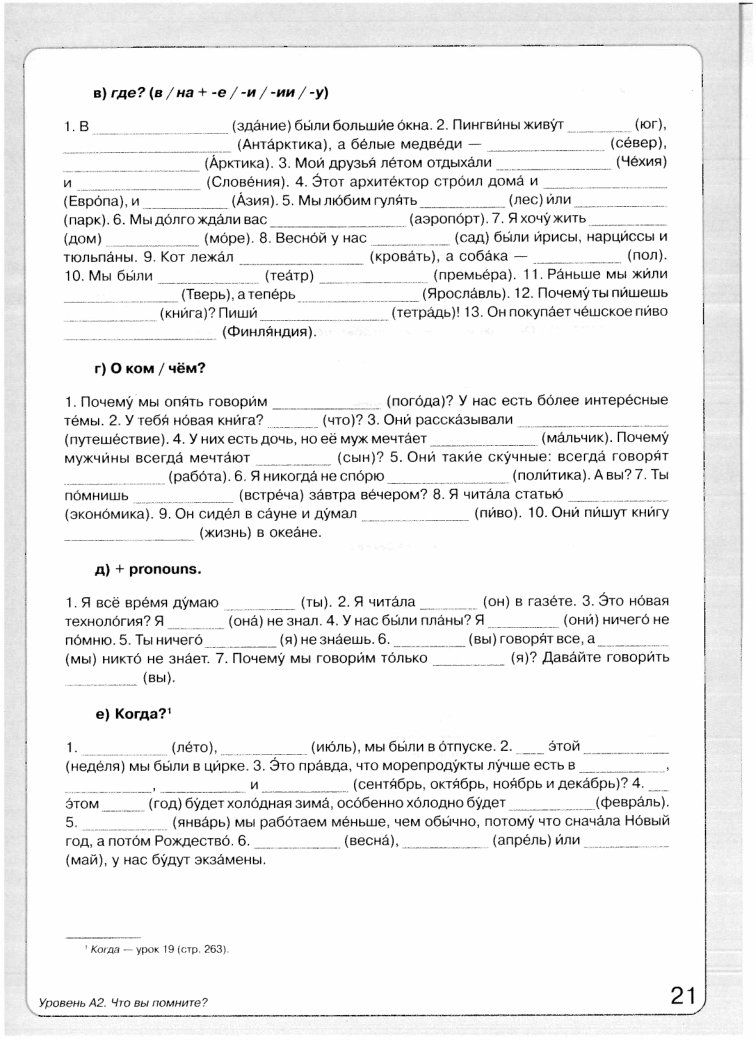 в) где? (в / на + -е / -и / -ии / -у)
1. В ____________ (зда́ние) бы́ли больши́е о́кна. 2. Пингви́ны живу́т ________ (юг),
____________ (Анта́рктика), а бе́лые медве́ди — ____________ (се́вер),
____________ (А́рктика). 3. Мои́ друзья́ ле́том отдыха́ли ____________ (Че́хия)
и ____________ (Слове́ния). 4. Э́тот архите́ктор стро́ил дома́ и ____________
(Евро́па), и ________ (А́зия). 5. Мы лю́бим гуля́ть ________ (лес) и́ли ________
(парк). 6. Мы до́лго жда́ли вас ____________ (аэропо́рт). 7. Я хочу́ жить ________
(дом) ________ (мо́ре). 8. Весно́й у нас ________ (сад) бы́ли и́рисы, нарци́ссы и
тюльпа́ны. 9. Кот лежа́л ____________ (крова́ть), а соба́ка — ________ (пол).
10. Мы бы́ли ________ (теа́тр) ________ (премье́ра). 11. Ра́ньше мы жи́ли
____________ (Тверь), а тепе́рь ____________ (Яросла́вль). 12. Почему́ ты пи́шешь
________ (кни́га)? Пиши́ ____________ (тетра́дь)! 13. Он покупа́ет че́шское пи́во
____________ (Финля́ндия).
г) О ком / чём?
1. Почему́ мы опя́ть говори́м ________ (пого́да)? У нас есть бо́лее интере́сные
те́мы. 2. У тебя́ но́вая кни́га? ______ (что)? 3. Они́ расска́зывали ____________
(путеше́ствие). 4. У них есть дочь, но её муж мечта́ет ________ (ма́льчик). Почему́
мужчи́ны всегда́ мечта́ют ________ (сын)? 5. Они́ таки́е ску́чные: всегда́ говоря́т
________ (рабо́та). 6. Я никогда́ не спо́рю ____________ (поли́тика). А вы? 7. Ты
по́мнишь ________ (встре́ча) за́втра ве́чером? 8. Я чита́ла статью́ ________
(эконо́мика). 9. Он сиде́л в са́уне и ду́мал ________ (пи́во). 10. Они́ пи́шут кни́гу
____________ (жизнь) в океа́не.
д) + pronouns.
1. Я всё вре́мя ду́маю ________ (ты). 2. Я чита́ла ______ (он) в газе́те. 3. Э́то но́вая
техноло́гия? Я ______ (она́) не знал. 4. У нас бы́ли пла́ны? Я ________ (они́) ничего́ не
по́мню. 5. Ты ничего́ ________ (я) не зна́ешь. 6. ________ (вы) говоря́т все, а ________
(мы) никто́ не зна́ет. 7. Почему́ мы говори́м то́лько ________ (я)? Дава́йте говори́ть
________ (вы).
е) Когда?¹
1. ________ (ле́то), ________ (ию́ль), мы бы́ли в о́тпуске. 2. ____ э́той ________
(неде́ля) мы бы́ли в ци́рке. 3. Э́то пра́вда, что морепроду́кты лу́чше есть в ________,
________, ________ и ________ (сентя́брь, октя́брь, ноя́брь и дека́брь)? 4. ___
э́том ______ (год) бу́дет холо́дная зима́, осо́бенно хо́лодно бу́дет ________ (февра́ль).
5. ________ (янва́рь) мы рабо́таем ме́ньше, чем обы́чно, потому́ что снача́ла Но́вый
год, а пото́м Рождество́. 6. ________ (весна́), ________ (апре́ль) и́ли ________
(май), у нас бу́дут экза́мены.
¹ Когда — урок 19 (стр. 263).
Уровень А2. Что вы помните?
21